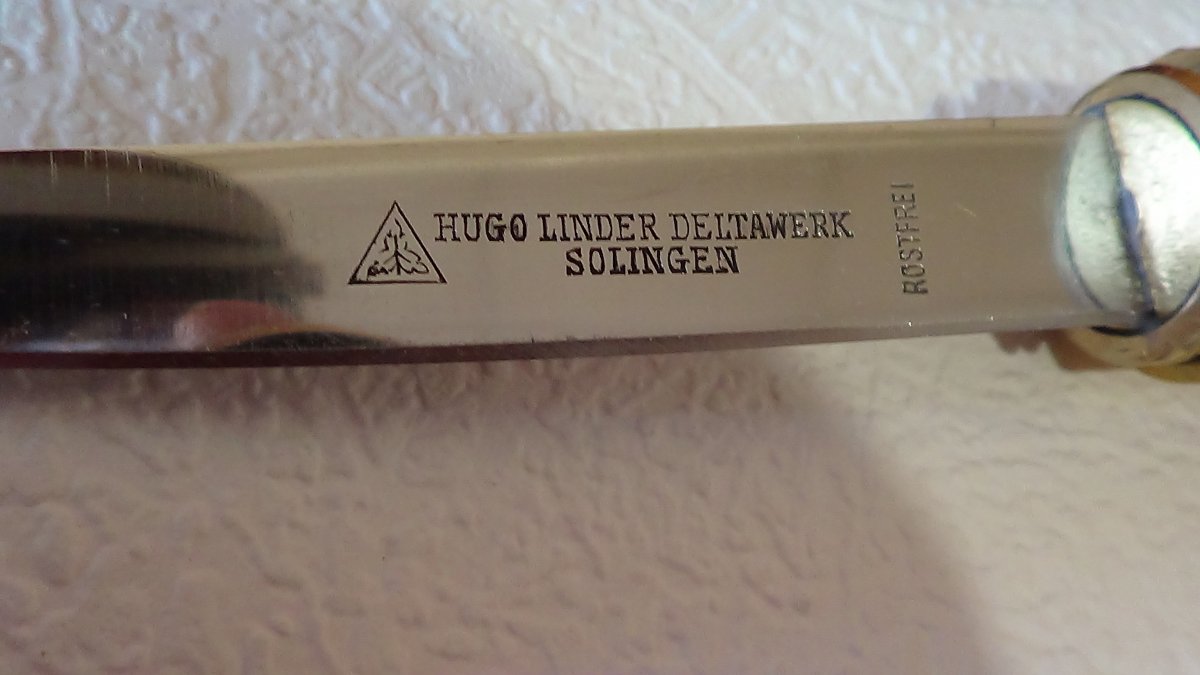 HUGO LINDER DELTAWERK
SOLINGEN
ROSTFREI